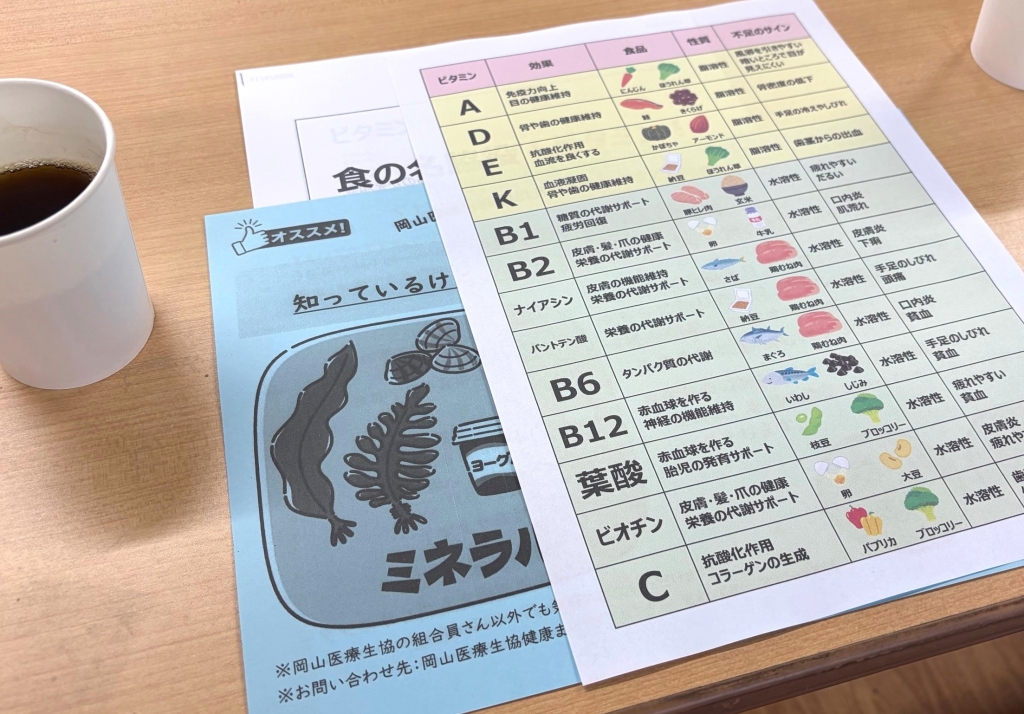 ビタミン 効果 食品 性質 不足のサイン
A 免疫力向上 にんじん ほうれん草 脂溶性 風邪を引きやすい
目の健康維持 暗いところで目が
見えにくい
D 骨や歯の健康維持 鮭 きくらげ 脂溶性 骨密度の低下
E 抗酸化作用 かぼちゃ アーモンド 脂溶性 手足の冷えやしびれ
血流を良くする
K 血液凝固 納豆 ほうれん草 脂溶性 歯茎からの出血
骨や歯の健康維持
B1 糖質の代謝サポート 豚ヒレ肉 玄米 水溶性 疲れやすい
疲労回復 だるい
B2 皮膚・髪・爪の健康 卵 牛乳 水溶性 口内炎
栄養の代謝サポート 肌荒れ
ナイアシン 皮膚の機能維持 さば 鶏むね肉 水溶性 皮膚炎
栄養の代謝サポート 下痢
パントテン酸 栄養の代謝サポート 納豆 鶏むね肉 水溶性 手足のしびれ
頭痛
B6 タンパク質の代謝 まぐろ 鶏むね肉 水溶性 口内炎
貧血
B12 赤血球を作る いわし しじみ 水溶性 手足のしびれ
神経の機能維持 貧血
葉酸 赤血球を作る 枝豆 ブロッコリー 水溶性 疲れやすい
胎児の発育サポート 貧血
ビオチン 皮膚・髪・爪の健康 卵 大豆 水溶性 皮膚炎
栄養の代謝サポート 疲れや
C 抗酸化作用 パプリカ ブロッコリー 水溶性 歯
コラーゲンの生成
ビタミン
食の
オススメ!
岡山医
知っているけ
ヨーグ
ミネラル
※岡山医療生協の組合員さん以外でも
※お問い合わせ先:岡山医療生協健康ま